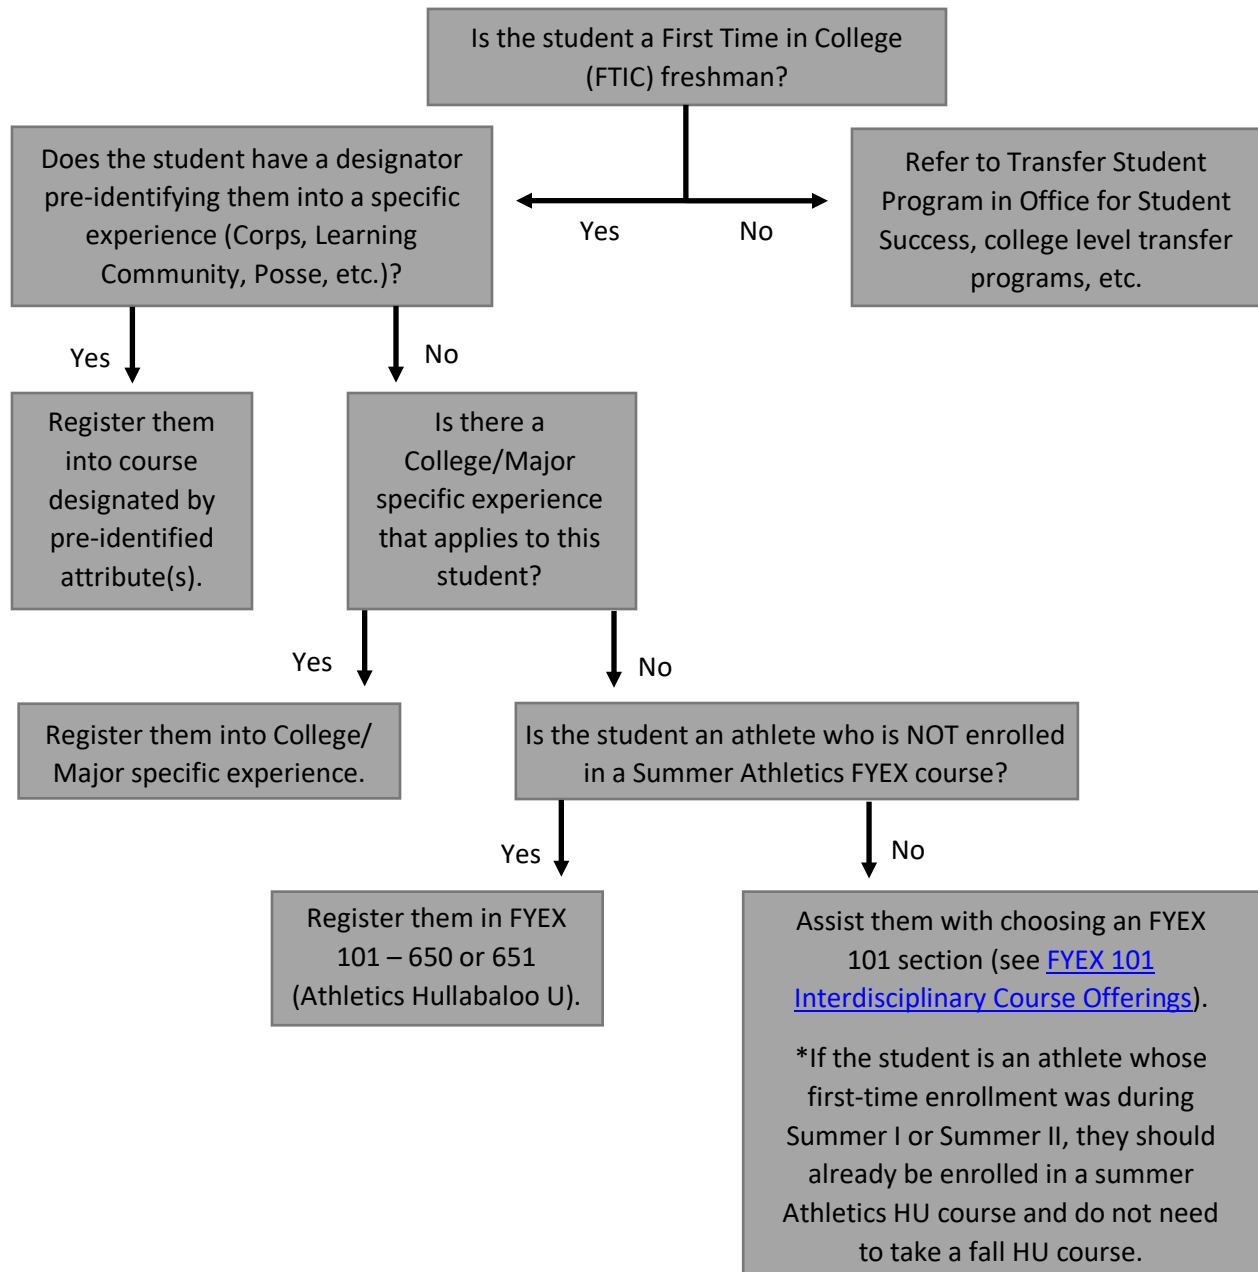 Is the student a First Time in College
(FTIC) freshman?
Does the student have a designator
pre-identifying them into a specific
experience (Corps, Learning
Community, Posse, etc.)?
Yes
No
Refer to Transfer Student
Program in Office for Student
Success, college level transfer
programs, etc.
Yes
No
Register them
into course
designated by
pre-identified
attribute(s).
Is there a
College/Major
specific experience
that applies to this
student?
Yes
No
Register them into College/
Major specific experience.
Is the student an athlete who is NOT enrolled
in a Summer Athletics FYEX course?
Yes
No
Register them in FYEX
101 – 650 or 651
(Athletics Hullabaloo U).
Assist them with choosing an FYEX
101 section (see FYEX 101
Interdisciplinary Course Offerings).
*If the student is an athlete whose
first-time enrollment was during
Summer I or Summer II, they should
already be enrolled in a summer
Athletics HU course and do not need
to take a fall HU course.